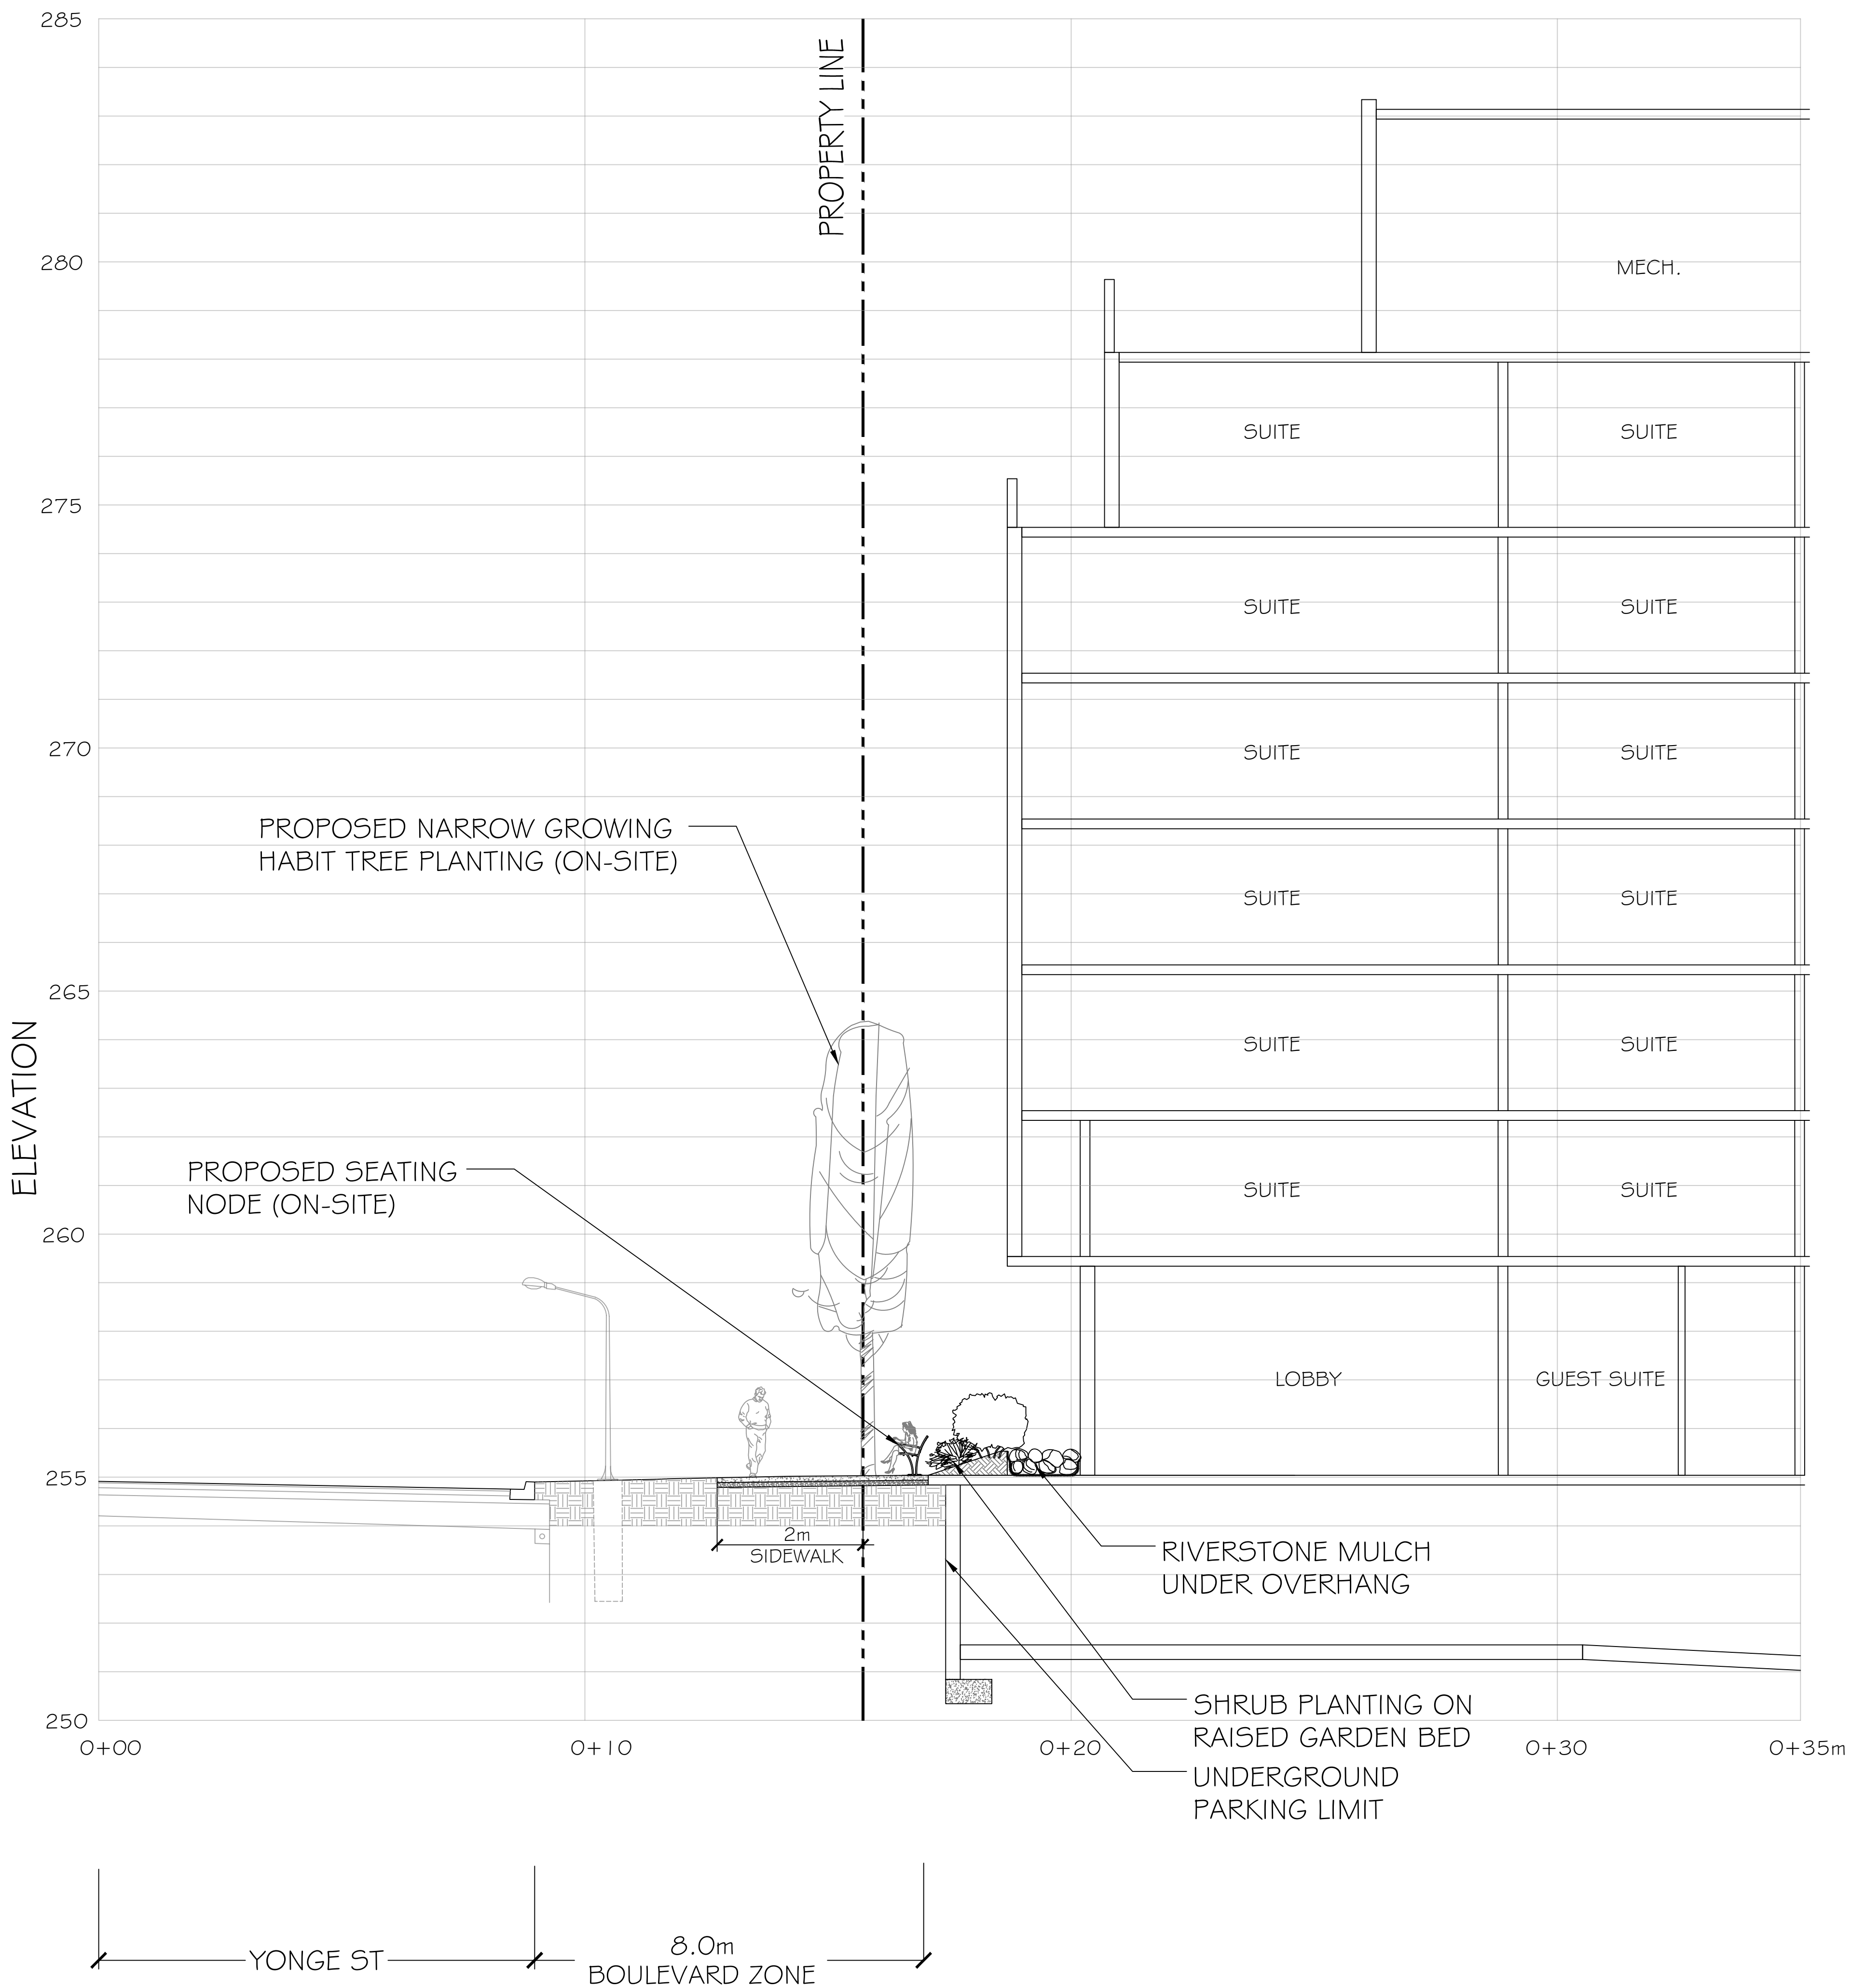 285
PROPERTY LINE
280
MECH.
SUITE
SUITE
275
SUITE
SUITE
270
SUITE
SUITE
PROPOSED NARROW GROWING
HABIT TREE PLANTING (ON-SITE)
SUITE
SUITE
265
SUITE
SUITE
ELEVATION
PROPOSED SEATING
NODE (ON-SITE)
SUITE
SUITE
260
LOBBY
GUEST SUITE
255
2m
SIDEWALK
RIVERSTONE MULCH
UNDER OVERHANG
SHRUB PLANTING ON
RAISED GARDEN BED
250
0+00
0+10
0+20
0+30
0+35m
UNDERGROUND
PARKING LIMIT
YONGE ST
8.0m
BOULEVARD ZONE